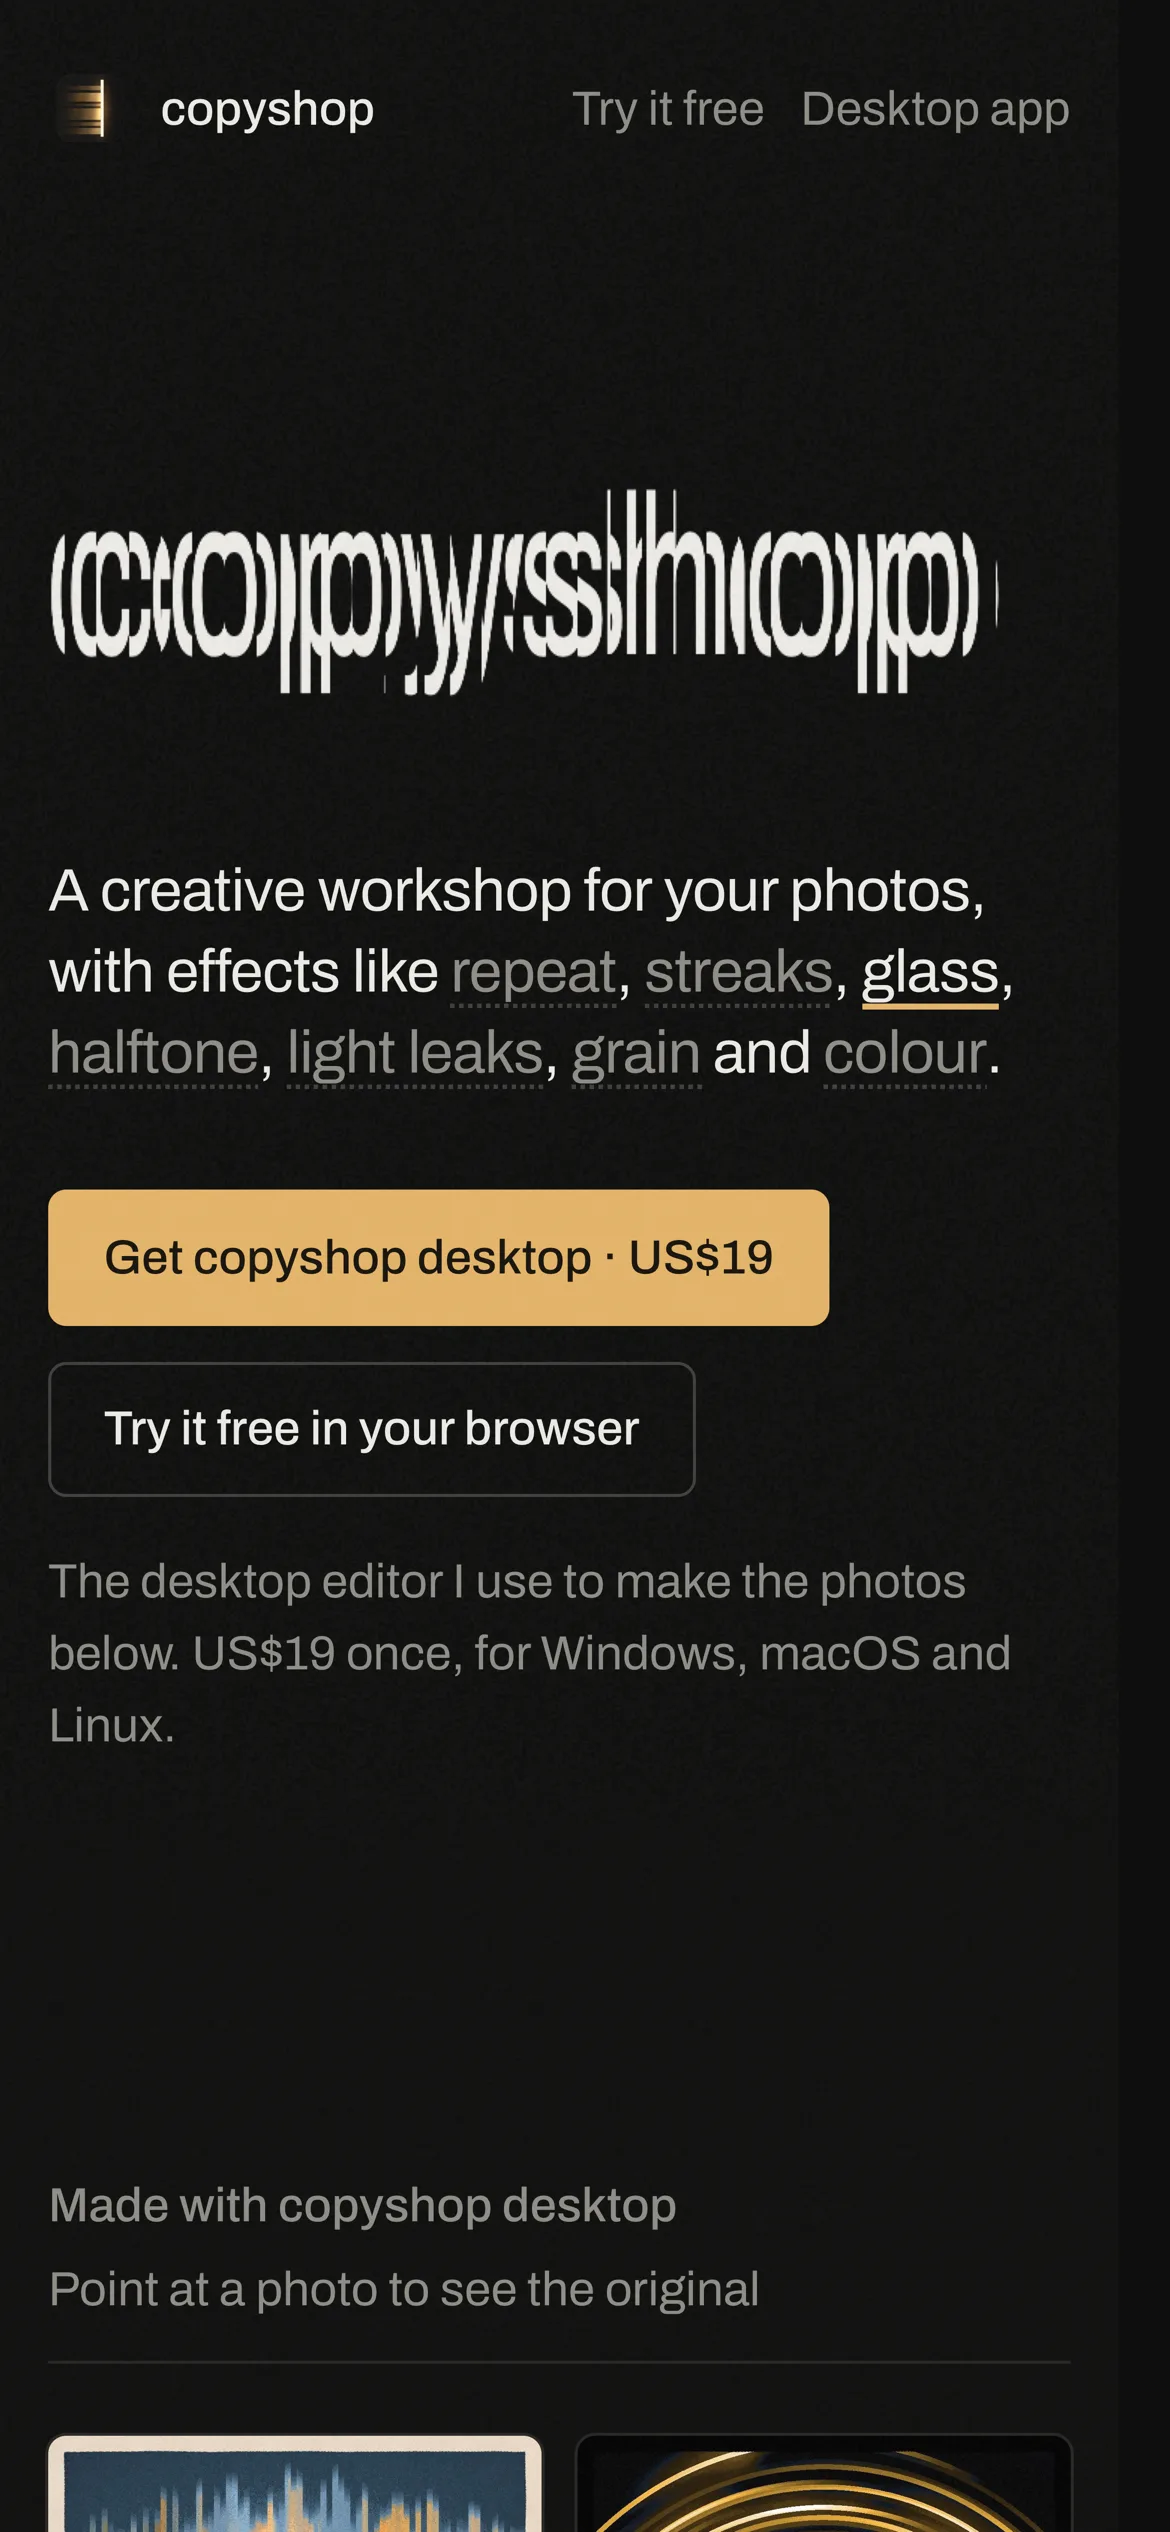 copyshop
Try it free Desktop app
copyshop
A creative workshop for your photos,
with effects like repeat, streaks, glass,
halftone, light leaks, grain and colour.
Get copyshop desktop · US$19
Try it free in your browser
The desktop editor I use to make the photos
below. US$19 once, for Windows, macOS and
Linux.
Made with copyshop desktop
Point at a photo to see the original